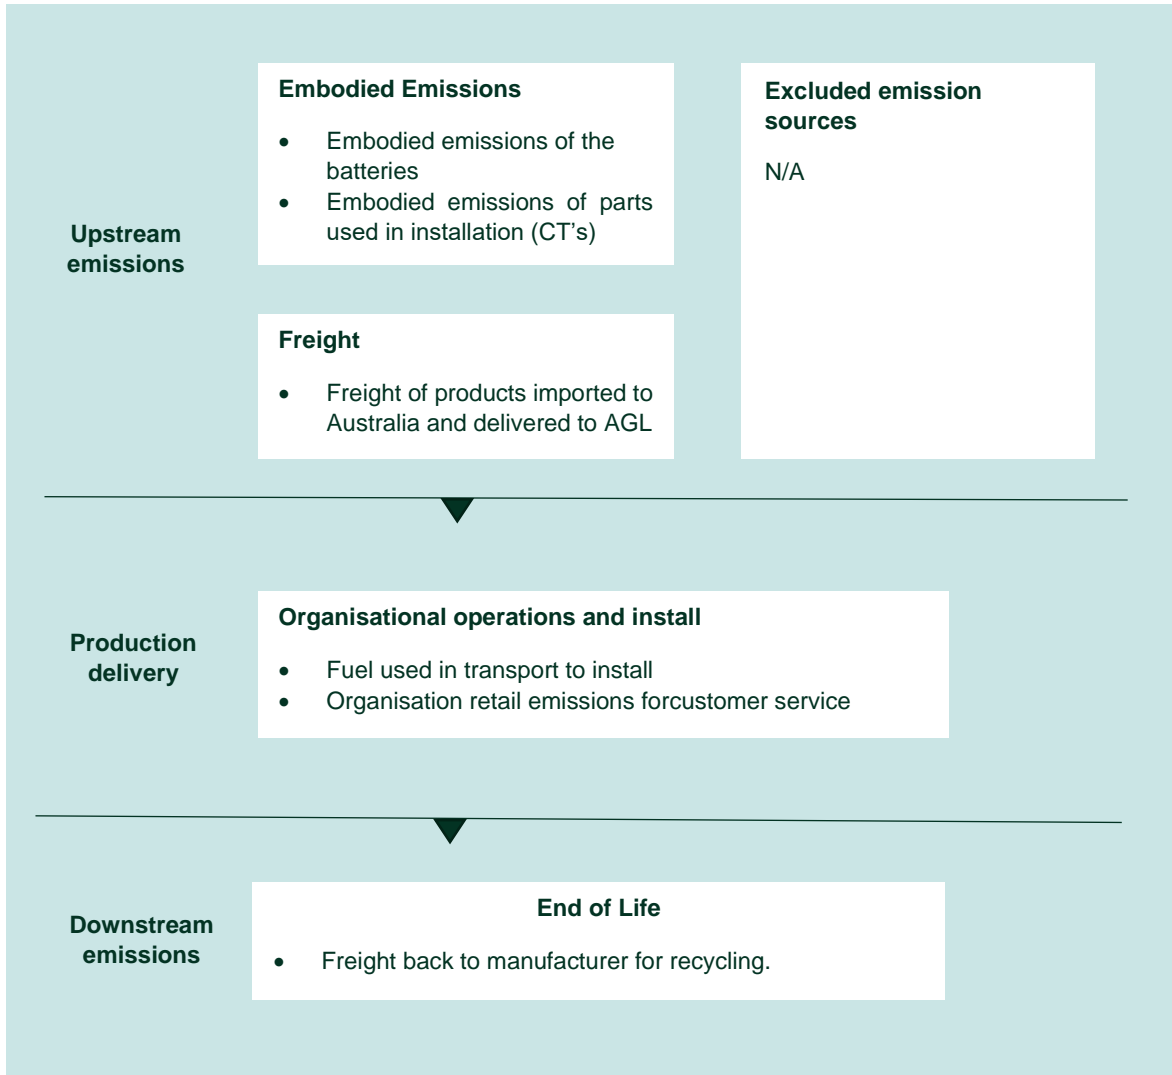 Upstream
emissions
Embodied Emissions
• Embodied emissions of the
batteries
• Embodied emissions of parts
used in installation (CT's)
Freight
• Freight of products imported to
Australia and delivered to AGL
Excluded emission
sources
N/A
Production
delivery
Organisational operations and install
• Fuel used in transport to install
• Organisation retail emissions forcustomer service
Downstream
emissions
End of Life
• Freight back to manufacturer for recycling.